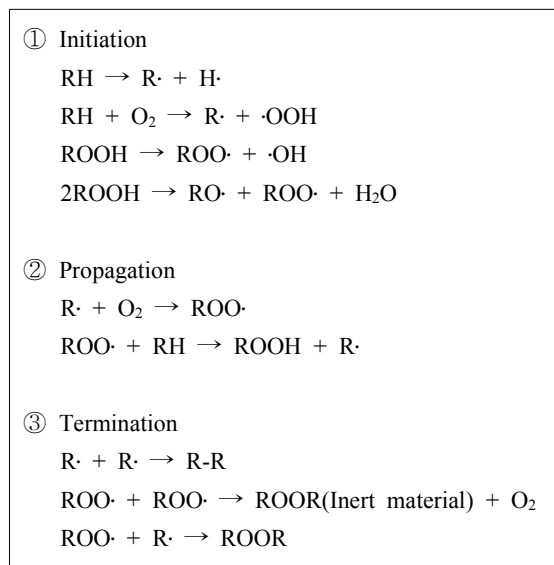 ① Initiation
RH → R· + H·
RH + O₂ → R· + ·OOH
ROOH → ROO· + ·OH
2ROOH → RO· + ROO· + H₂O
② Propagation
R· + O₂ → ROO·
ROO· + RH → ROOH + R·
③ Termination
R· + R· → R-R
ROO· + ROO· → ROOR(Inert material) + O₂
ROO· + R· → ROOR